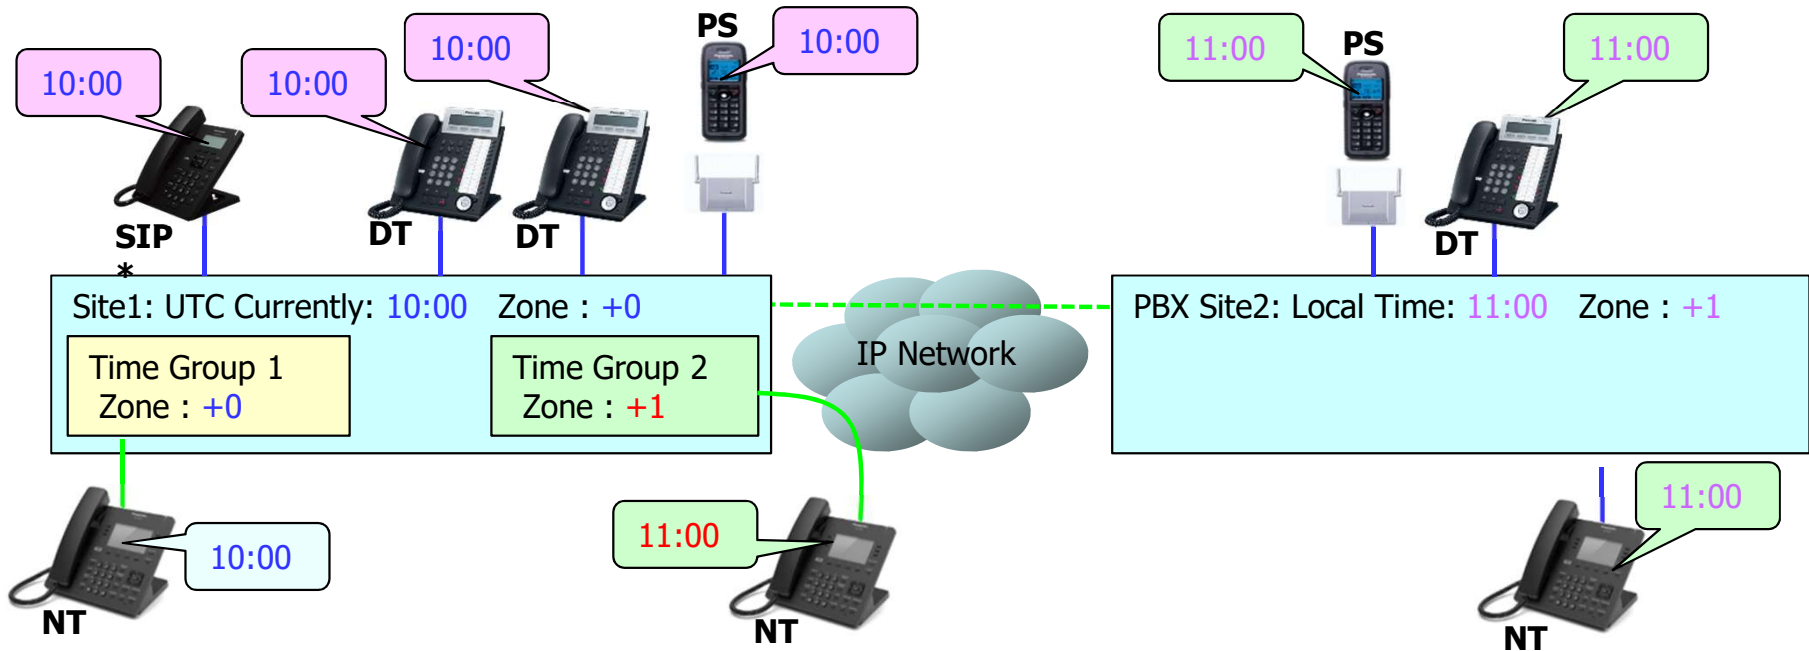 10:00
10:00
10:00
PS
10:00
11:00
PS
11:00
SIP
*
DT
DT
DT
Site1: UTC Currently: 10:00 Zone : +0
Time Group 1
Zone : +0
Time Group 2
Zone : +1
IP Network
PBX Site2: Local Time: 11:00 Zone : +1
10:00
NT
11:00
NT
11:00
NT